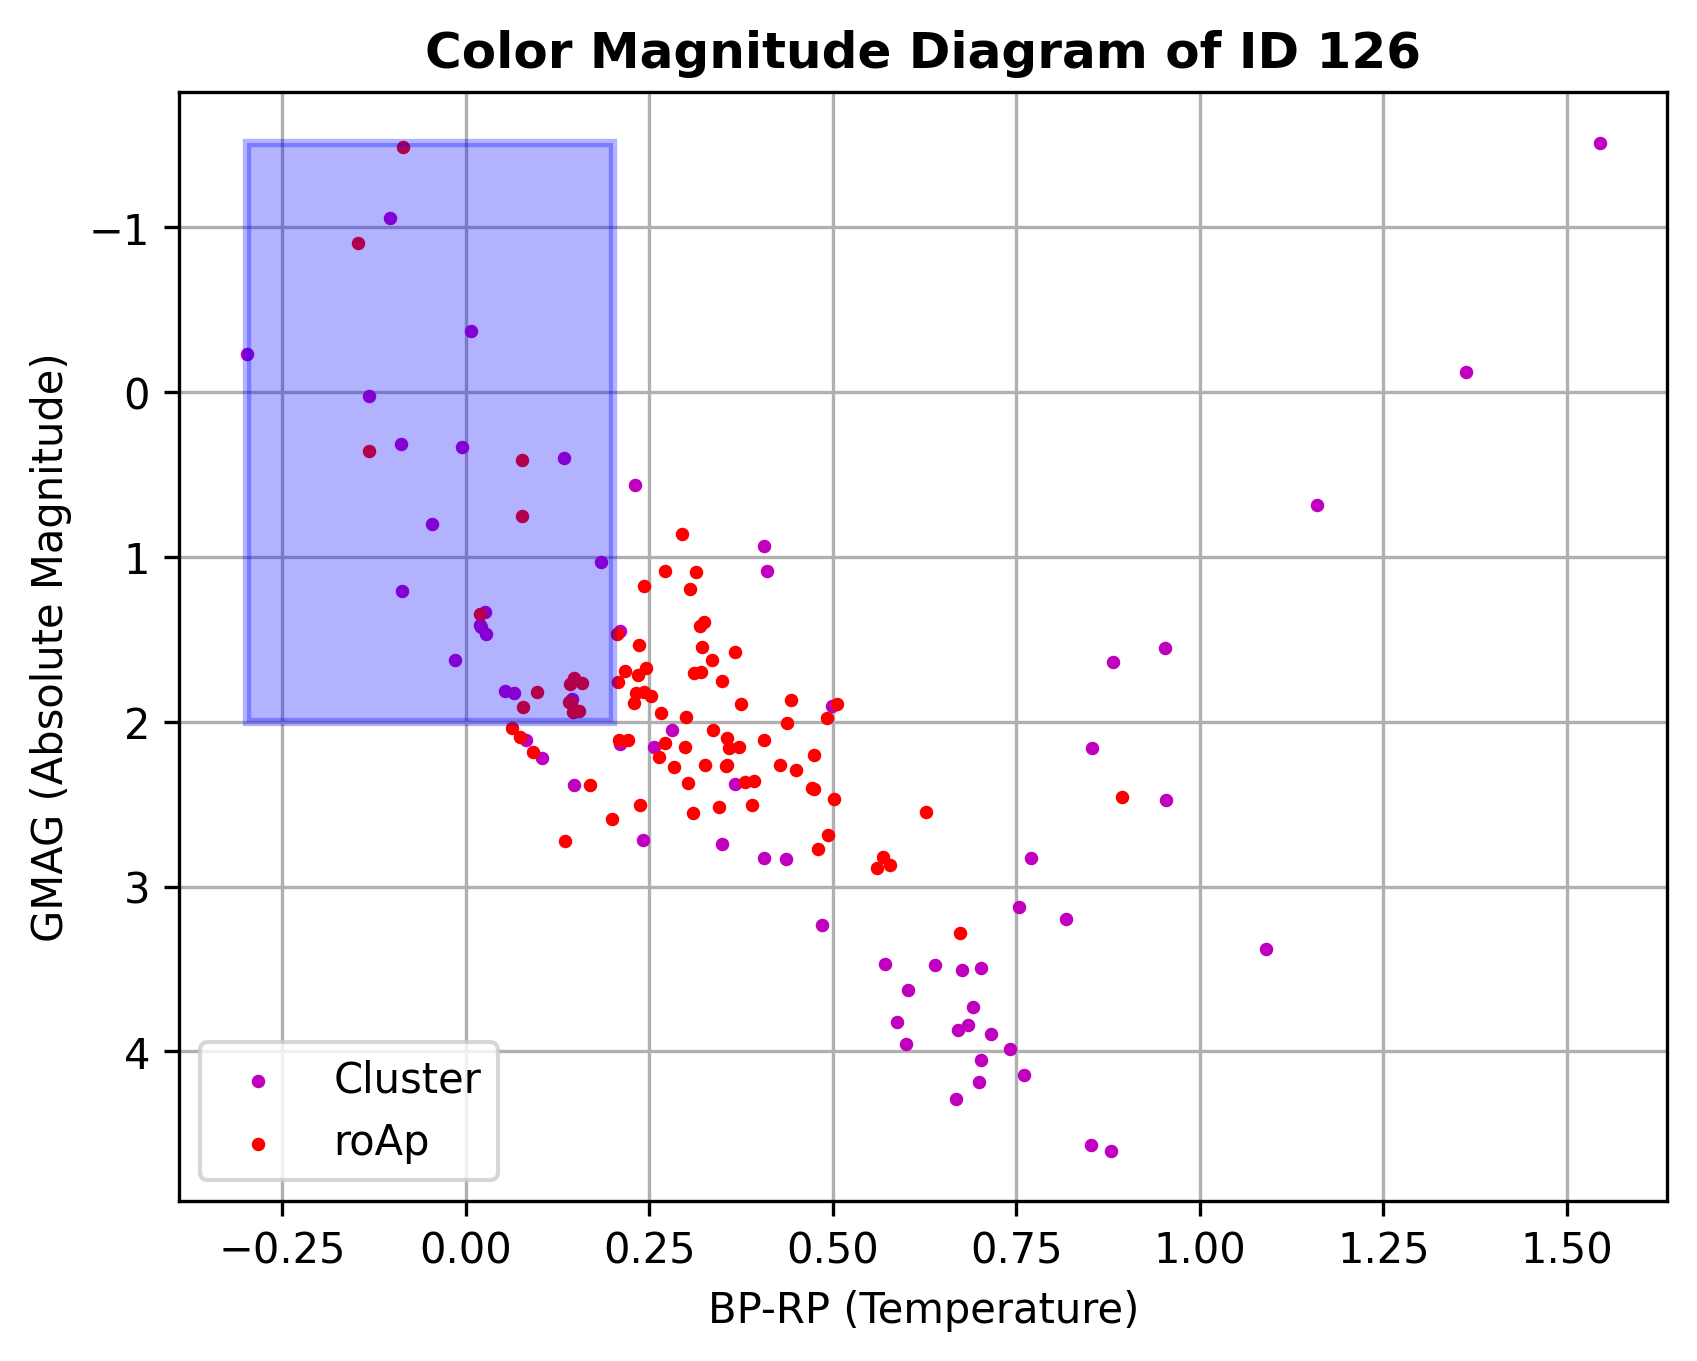 Color Magnitude Diagram of ID 126
GMAG (Absolute Magnitude)
−1
0
1
2
3
4
Cluster
roAp
−0.25 0.00 0.25 0.50 0.75 1.00 1.25 1.50
BP-RP (Temperature)